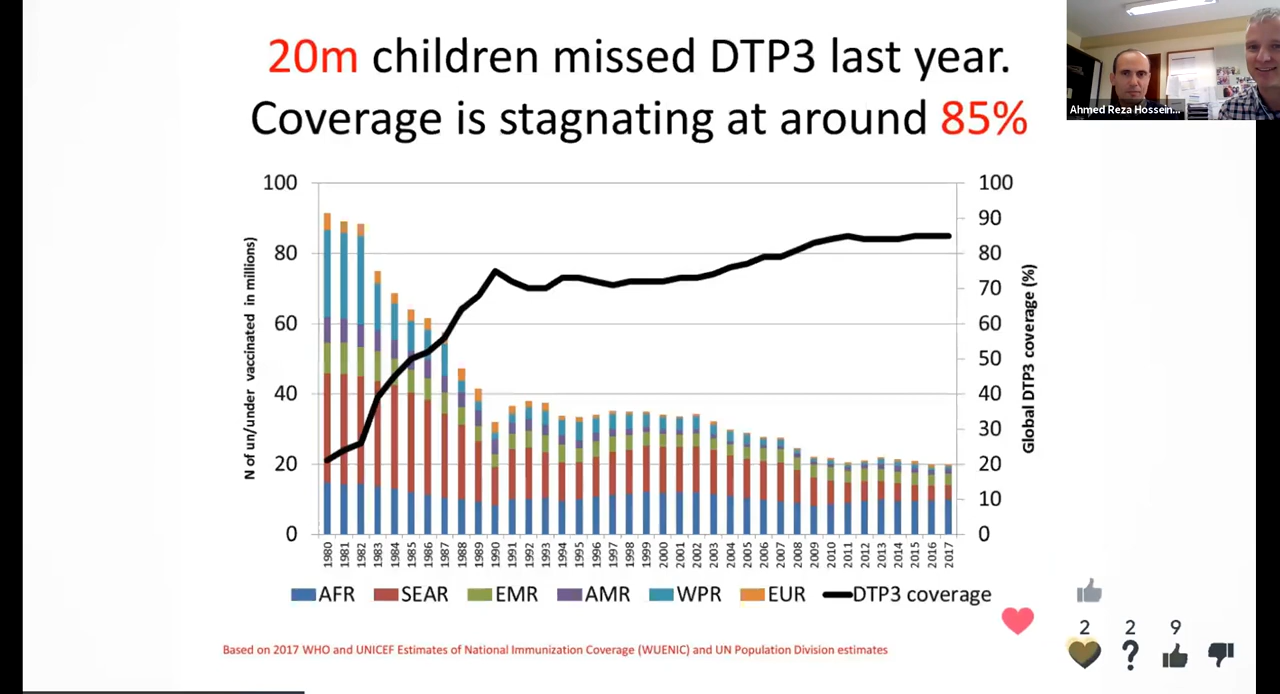 20m children missed DTP3 last year.
Coverage is stagnating at around 85%
Ahmed Reza Hossein...
N of un/under vaccinated in millions)
100
80
60
40
20
0
100
90
80
70
60
50
40
30
20
10
0
Global DTP3 coverage (%)
1980 1981 1982 1983 1984 1985 1986 1987 1988 1989 1990 1991 1992 1993 1994 1995 1996 1997 1998 1999 2000 2001 2002 2003 2004 2005 2006 2007 2008 2009 2010 2011 2012 2013 2014 2015 2016 2017
AFR SEAR EMR AMR WPR EUR DTP3 coverage
2 2 9
Based on 2017 WHO and UNICEF Estimates of National Immunization Coverage (WUENIC) and UN Population Division estimates